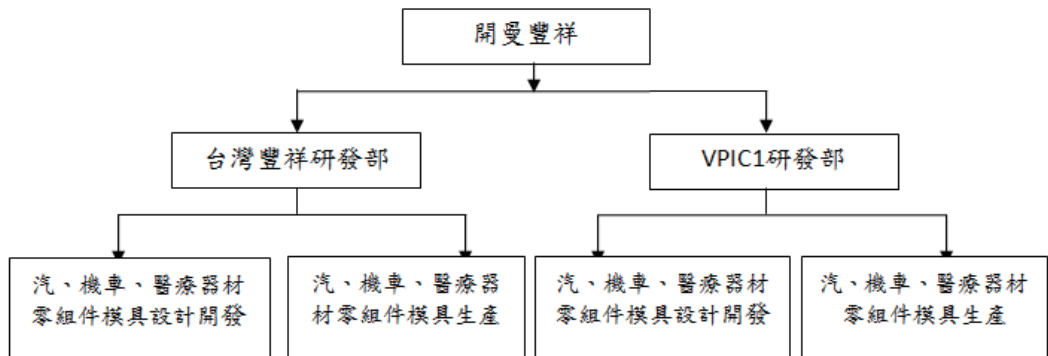 開曼豐祥
台灣豐祥研發部
VPIC1研發部
汽、機車、醫療器材
零組件模具設計開發
汽、機車、醫療器
材零組件模具生產
汽、機車、醫療器材
零組件模具設計開發
汽、機車、醫療器材
零組件模具生產